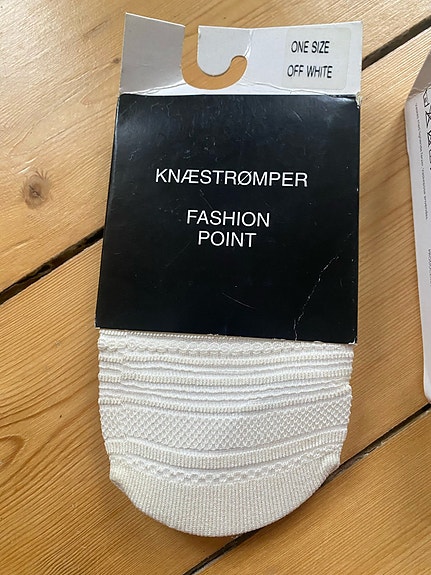 ONE SIZE
OFF WHITE
KNÆSTRØMPER
FASHION
POINT